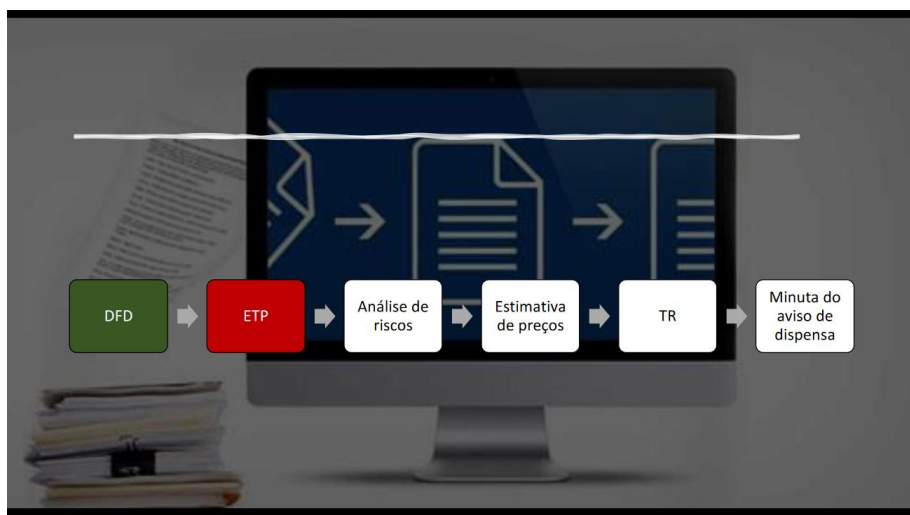 DFD
ETP
Análise de
riscos
Estimativa
de preços
TR
Minuta do
aviso de
dispensa